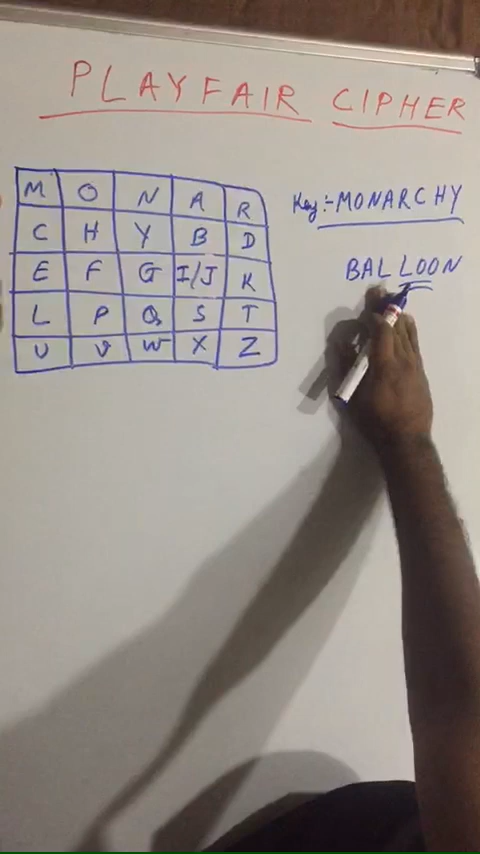 PLAYFAIR CIPHER
M O N A R
C H Y B D
E F G I/J K
L P Q S T
U V W X Z
Key:- MONARCHY
BALLOON